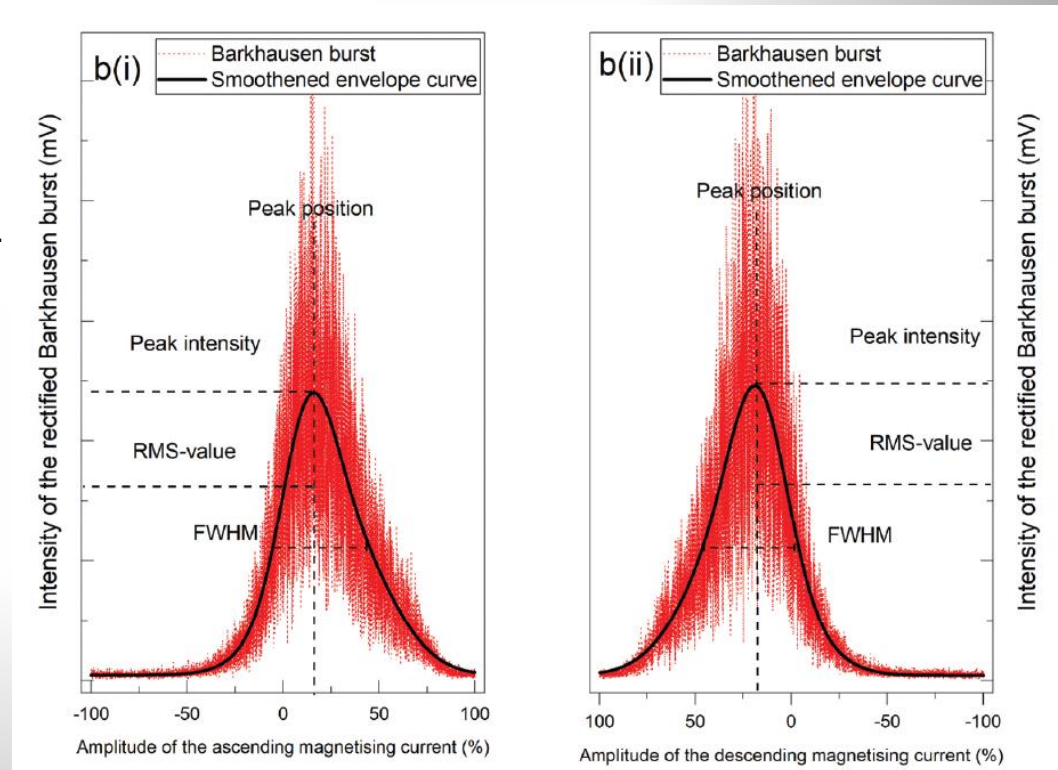 b(i)
Barkhausen burst
Smoothened envelope curve
Intensity of the rectified Barkhausen burst (mV)
Peak position
Peak intensity
RMS-value
FWHM
-100 -50 0 50 100
Amplitude of the ascending magnetising current (%)
b(ii)
Barkhausen burst
Smoothened envelope curve
Intensity of the rectified Barkhausen burst (mV)
Peak position
Peak intensity
RMS-value
FWHM
100 50 0 -50 -100
Amplitude of the descending magnetising current (%)